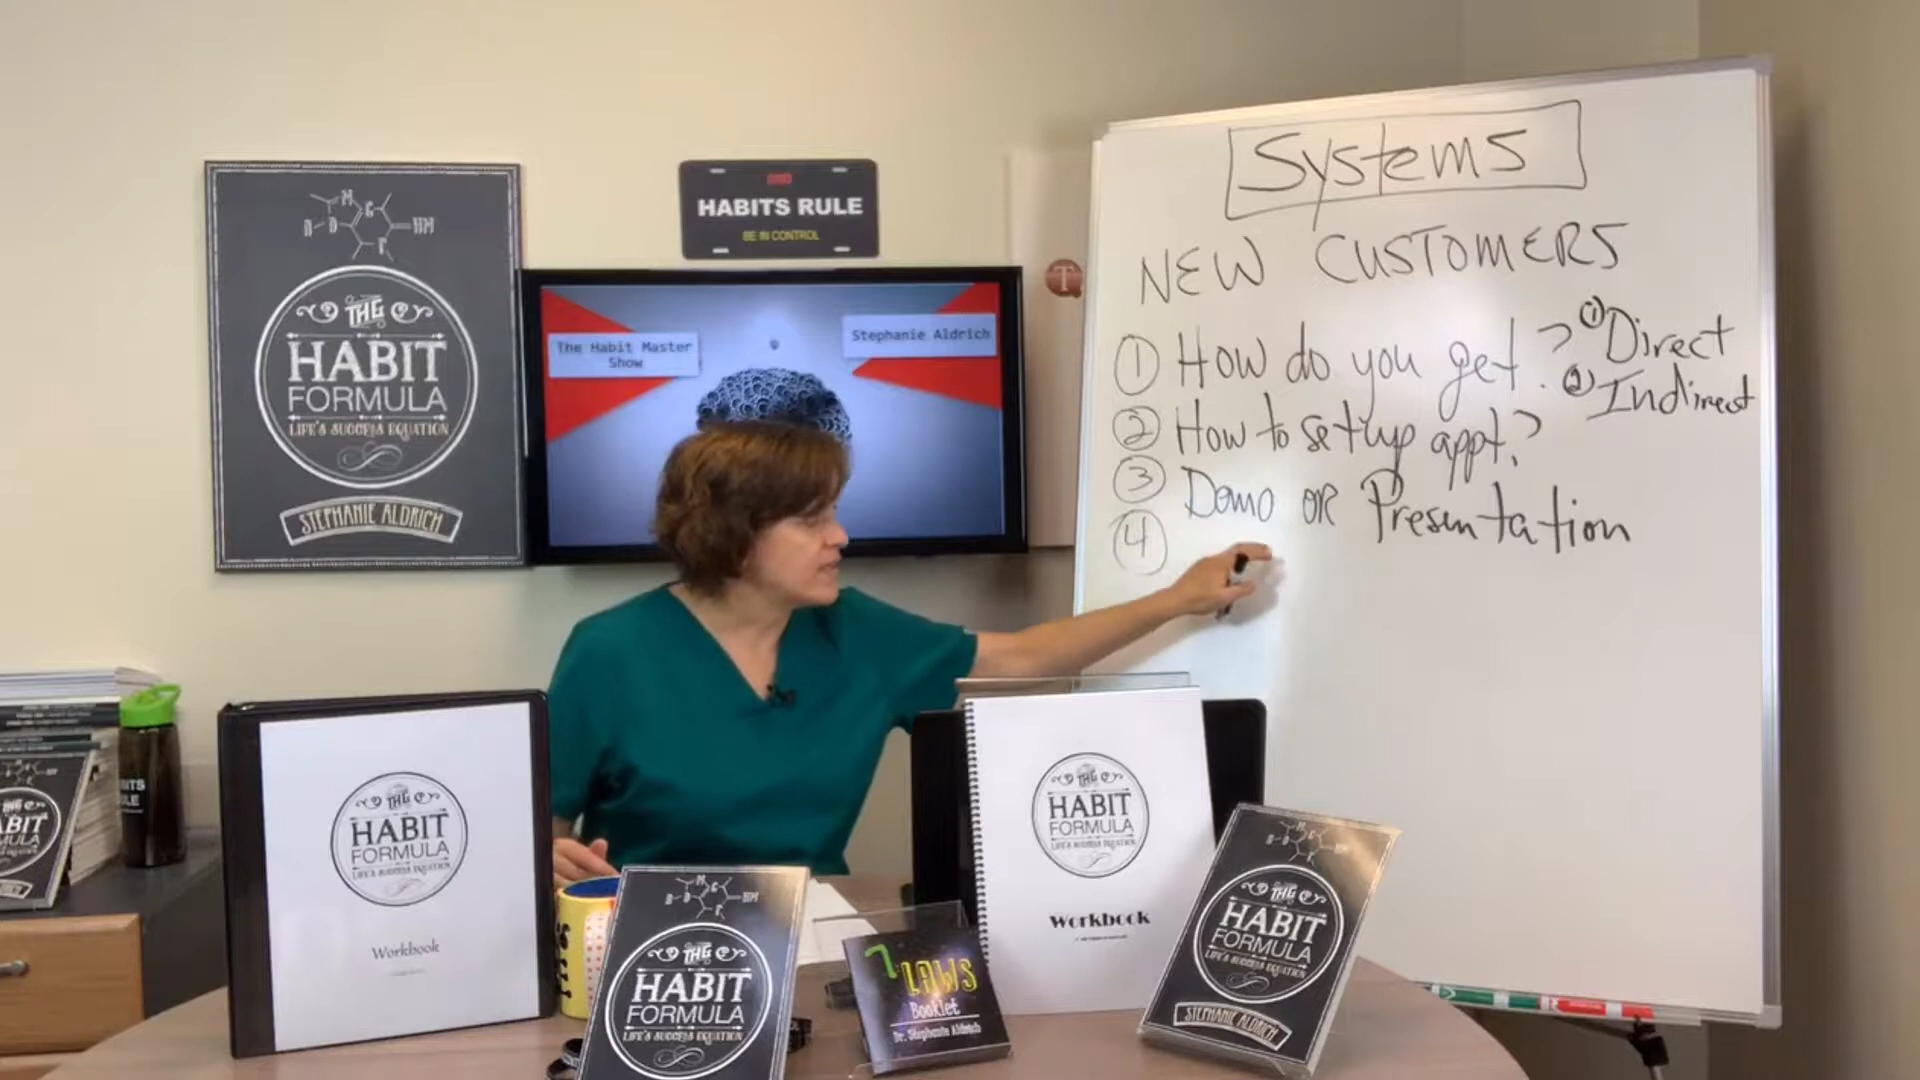 THE
HABIT
FORMULA
LIFE'S SUCCESS EQUATION
STEPHANIE ALDRICH
HABITS RULE
BE IN CONTROL
The Habit Master
Show
Stephanie Aldrich
T
Systems
NEW CUSTOMERS
① How do you get? ① Direct
② Indirect
② How to set up appt?
③ Demo OR Presentation
④
THE
HABIT
FORMULA
LIFE'S SUCCESS EQUATION
Workbook
THE
HABIT
FORMULA
LIFE'S SUCCESS EQUATION
7 LAWS
Booklet
Dr. Stephanie Aldrich
THE
HABIT
FORMULA
LIFE'S SUCCESS EQUATION
Workbook
THE
HABIT
FORMULA
LIFE'S SUCCESS EQUATION
STEPHANIE ALDRICH